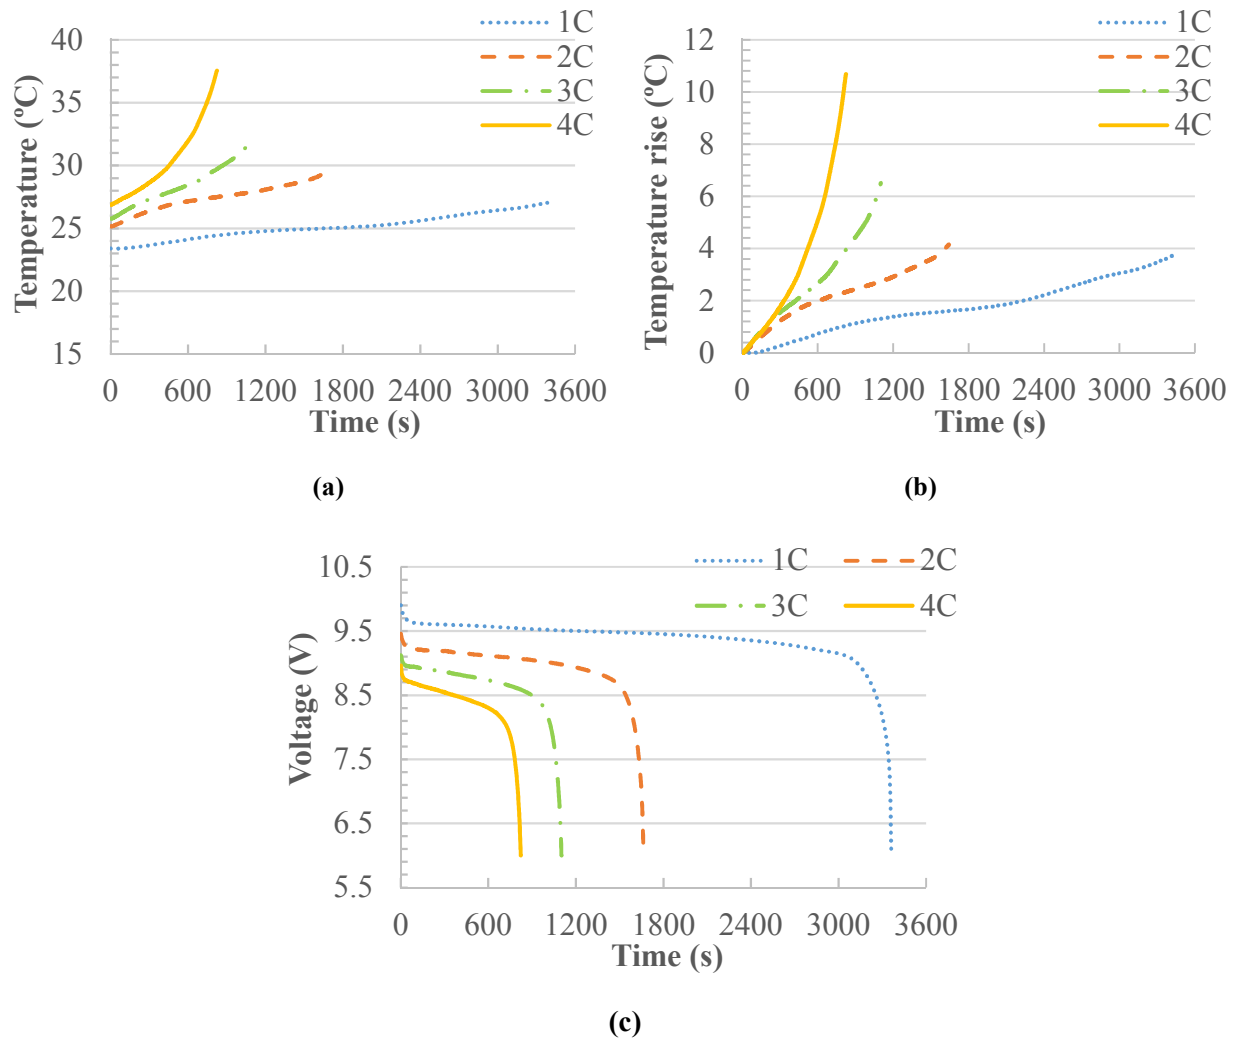 1C
2C
3C
4C
40
35
30
25
20
15
Temperature (ºC)
0 600 1200 1800 2400 3000 3600
Time (s)
(a)
1C
2C
3C
4C
12
10
8
6
4
2
0
Temperature rise (ºC)
0 600 1200 1800 2400 3000 3600
Time (s)
(b)
1C 2C
3C 4C
10.5
9.5
8.5
7.5
6.5
5.5
Voltage (V)
0 600 1200 1800 2400 3000 3600
Time (s)
(c)